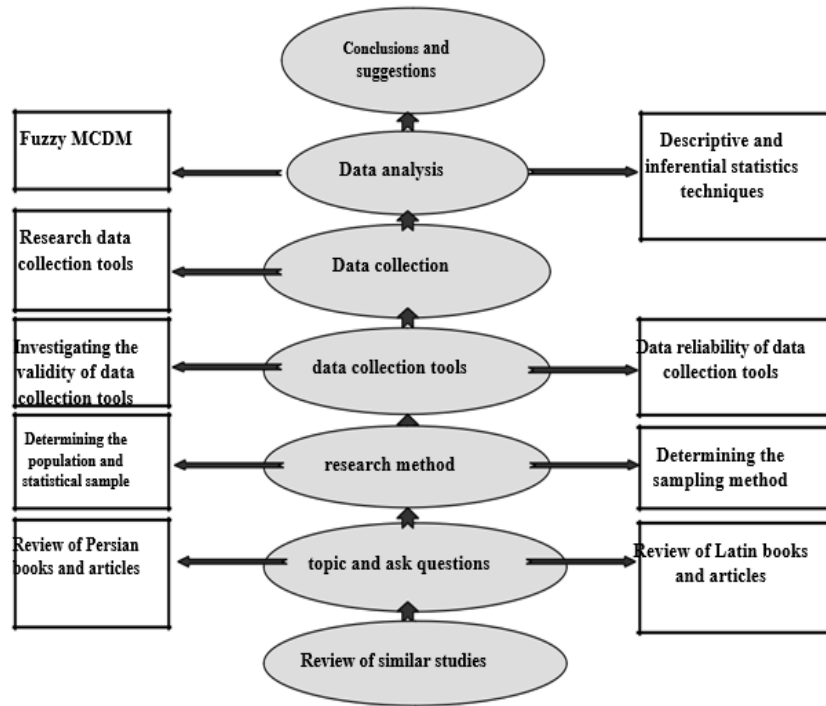 Conclusions and
suggestions
Fuzzy MCDM
Data analysis
Descriptive and
inferential statistics
techniques
Research data
collection tools
Data collection
Investigating the
validity of data
collection tools
data collection tools
Data reliability of data
collection tools
Determining the
population and
statistical sample
research method
Determining the
sampling method
Review of Persian
books and articles
topic and ask questions
Review of Latin books
and articles
Review of similar studies